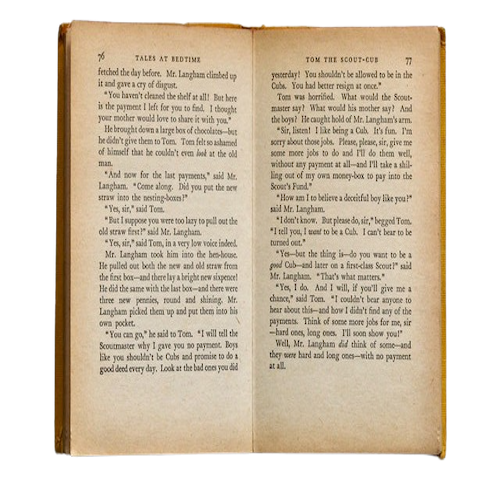 76 TALES AT BEDTIME
fetched the day before. Mr. Langham climbed up
it and gave a cry of disgust.
"You haven't cleaned the shelf at all! But here
is the payment I left for you to find. I thought
your mother would love to share it with you."
He brought down a large box of chocolates—but
he didn't give them to Tom. Tom felt so ashamed
of himself that he couldn't even look at the old
man.
"And now for the last payments," said Mr.
Langham. "Come along. Did you put the new
straw into the nesting-boxes?"
"Yes, sir," said Tom.
"But I suppose you were too lazy to pull out the
old straw first?" said Mr. Langham.
"Yes, sir," said Tom, in a very low voice indeed.
Mr. Langham took him into the hen-house.
He pulled out both the new and old straw from
the first box—and there lay a bright new sixpence!
He did the same with the last box—and there were
three new pennies, round and shining. Mr.
Langham picked them up and put them into his
own pocket.
"You can go," he said to Tom. "I will tell the
Scoutmaster why I gave you no payment. Boys
like you shouldn't be Cubs and promise to do a
good deed every day. Look at the bad ones you did
TOM THE SCOUT-CUB 77
yesterday! You shouldn't be allowed to be in the
Cubs. You had better resign at once."
Tom was horrified. What would the Scout-
master say? What would his mother say? And
the boys? He caught hold of Mr. Langham's arm.
"Sir, listen! I like being a Cub. It's fun. I'm
sorry about those jobs. Please, please, sir, give me
some more jobs to do and I'll do them well,
without any payment at all—and I'll take a shil-
ling out of my own money-box to pay into the
Scout's Fund."
"How am I to believe a deceitful boy like you?"
said Mr. Langham.
"I don't know. But please do, sir," begged Tom.
"I tell you, I want to be a Cub. I can't bear to be
turned out."
"Yes—but the thing is—do you want to be a
good Cub—and later on a first-class Scout?" said
Mr. Langham. "That's what matters."
"Yes, I do. And I will, if you'll give me a
chance," said Tom. "I couldn't bear anyone to
hear about this—and how I didn't find any of the
payments. Think of some more jobs for me, sir
—hard ones, long ones. I'll soon show you!"
Well, Mr. Langham did think of some—and
they were hard and long ones—with no payment
at all.